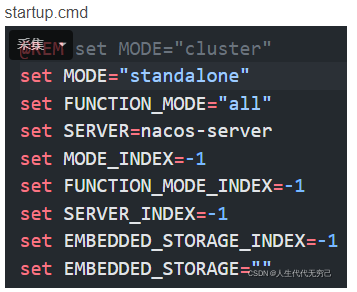 startup.cmd
采集
@REM set MODE="cluster"
set MODE="standalone"
set FUNCTION_MODE="all"
set SERVER=nacos-server
set MODE_INDEX=-1
set FUNCTION_MODE_INDEX=-1
set SERVER_INDEX=-1
set EMBEDDED_STORAGE_INDEX=-1
set EMBEDDED_STORAGE=""
CSDN @人生代代无穷己